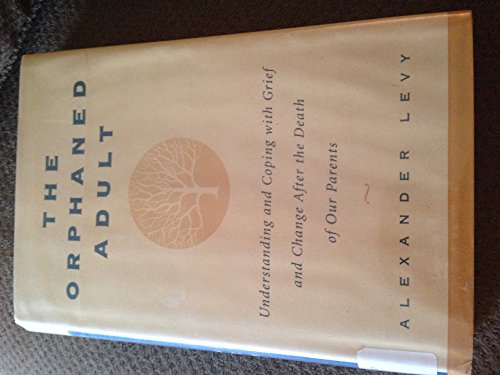 THE
ORPHANED
ADULT
Understanding and Coping with Grief
and Change After the Death
of Our Parents
ALEXANDER LEVY